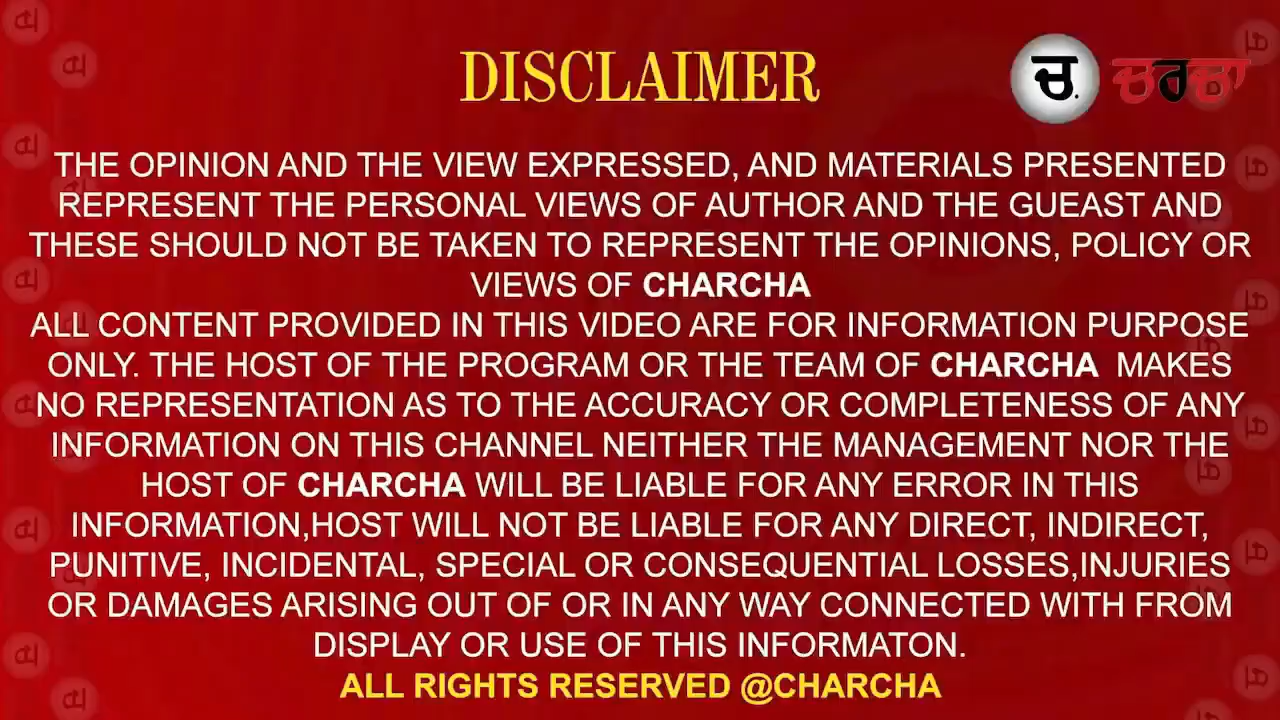 DISCLAIMER
ਚ. ਚਰਚਾ
THE OPINION AND THE VIEW EXPRESSED, AND MATERIALS PRESENTED
REPRESENT THE PERSONAL VIEWS OF AUTHOR AND THE GUEAST AND
THESE SHOULD NOT BE TAKEN TO REPRESENT THE OPINIONS, POLICY OR
VIEWS OF CHARCHA
ALL CONTENT PROVIDED IN THIS VIDEO ARE FOR INFORMATION PURPOSE
ONLY. THE HOST OF THE PROGRAM OR THE TEAM OF CHARCHA MAKES
NO REPRESENTATION AS TO THE ACCURACY OR COMPLETENESS OF ANY
INFORMATION ON THIS CHANNEL NEITHER THE MANAGEMENT NOR THE
HOST OF CHARCHA WILL BE LIABLE FOR ANY ERROR IN THIS
INFORMATION,HOST WILL NOT BE LIABLE FOR ANY DIRECT, INDIRECT,
PUNITIVE, INCIDENTAL, SPECIAL OR CONSEQUENTIAL LOSSES,INJURIES
OR DAMAGES ARISING OUT OF OR IN ANY WAY CONNECTED WITH FROM
DISPLAY OR USE OF THIS INFORMATON.
ALL RIGHTS RESERVED @CHARCHA